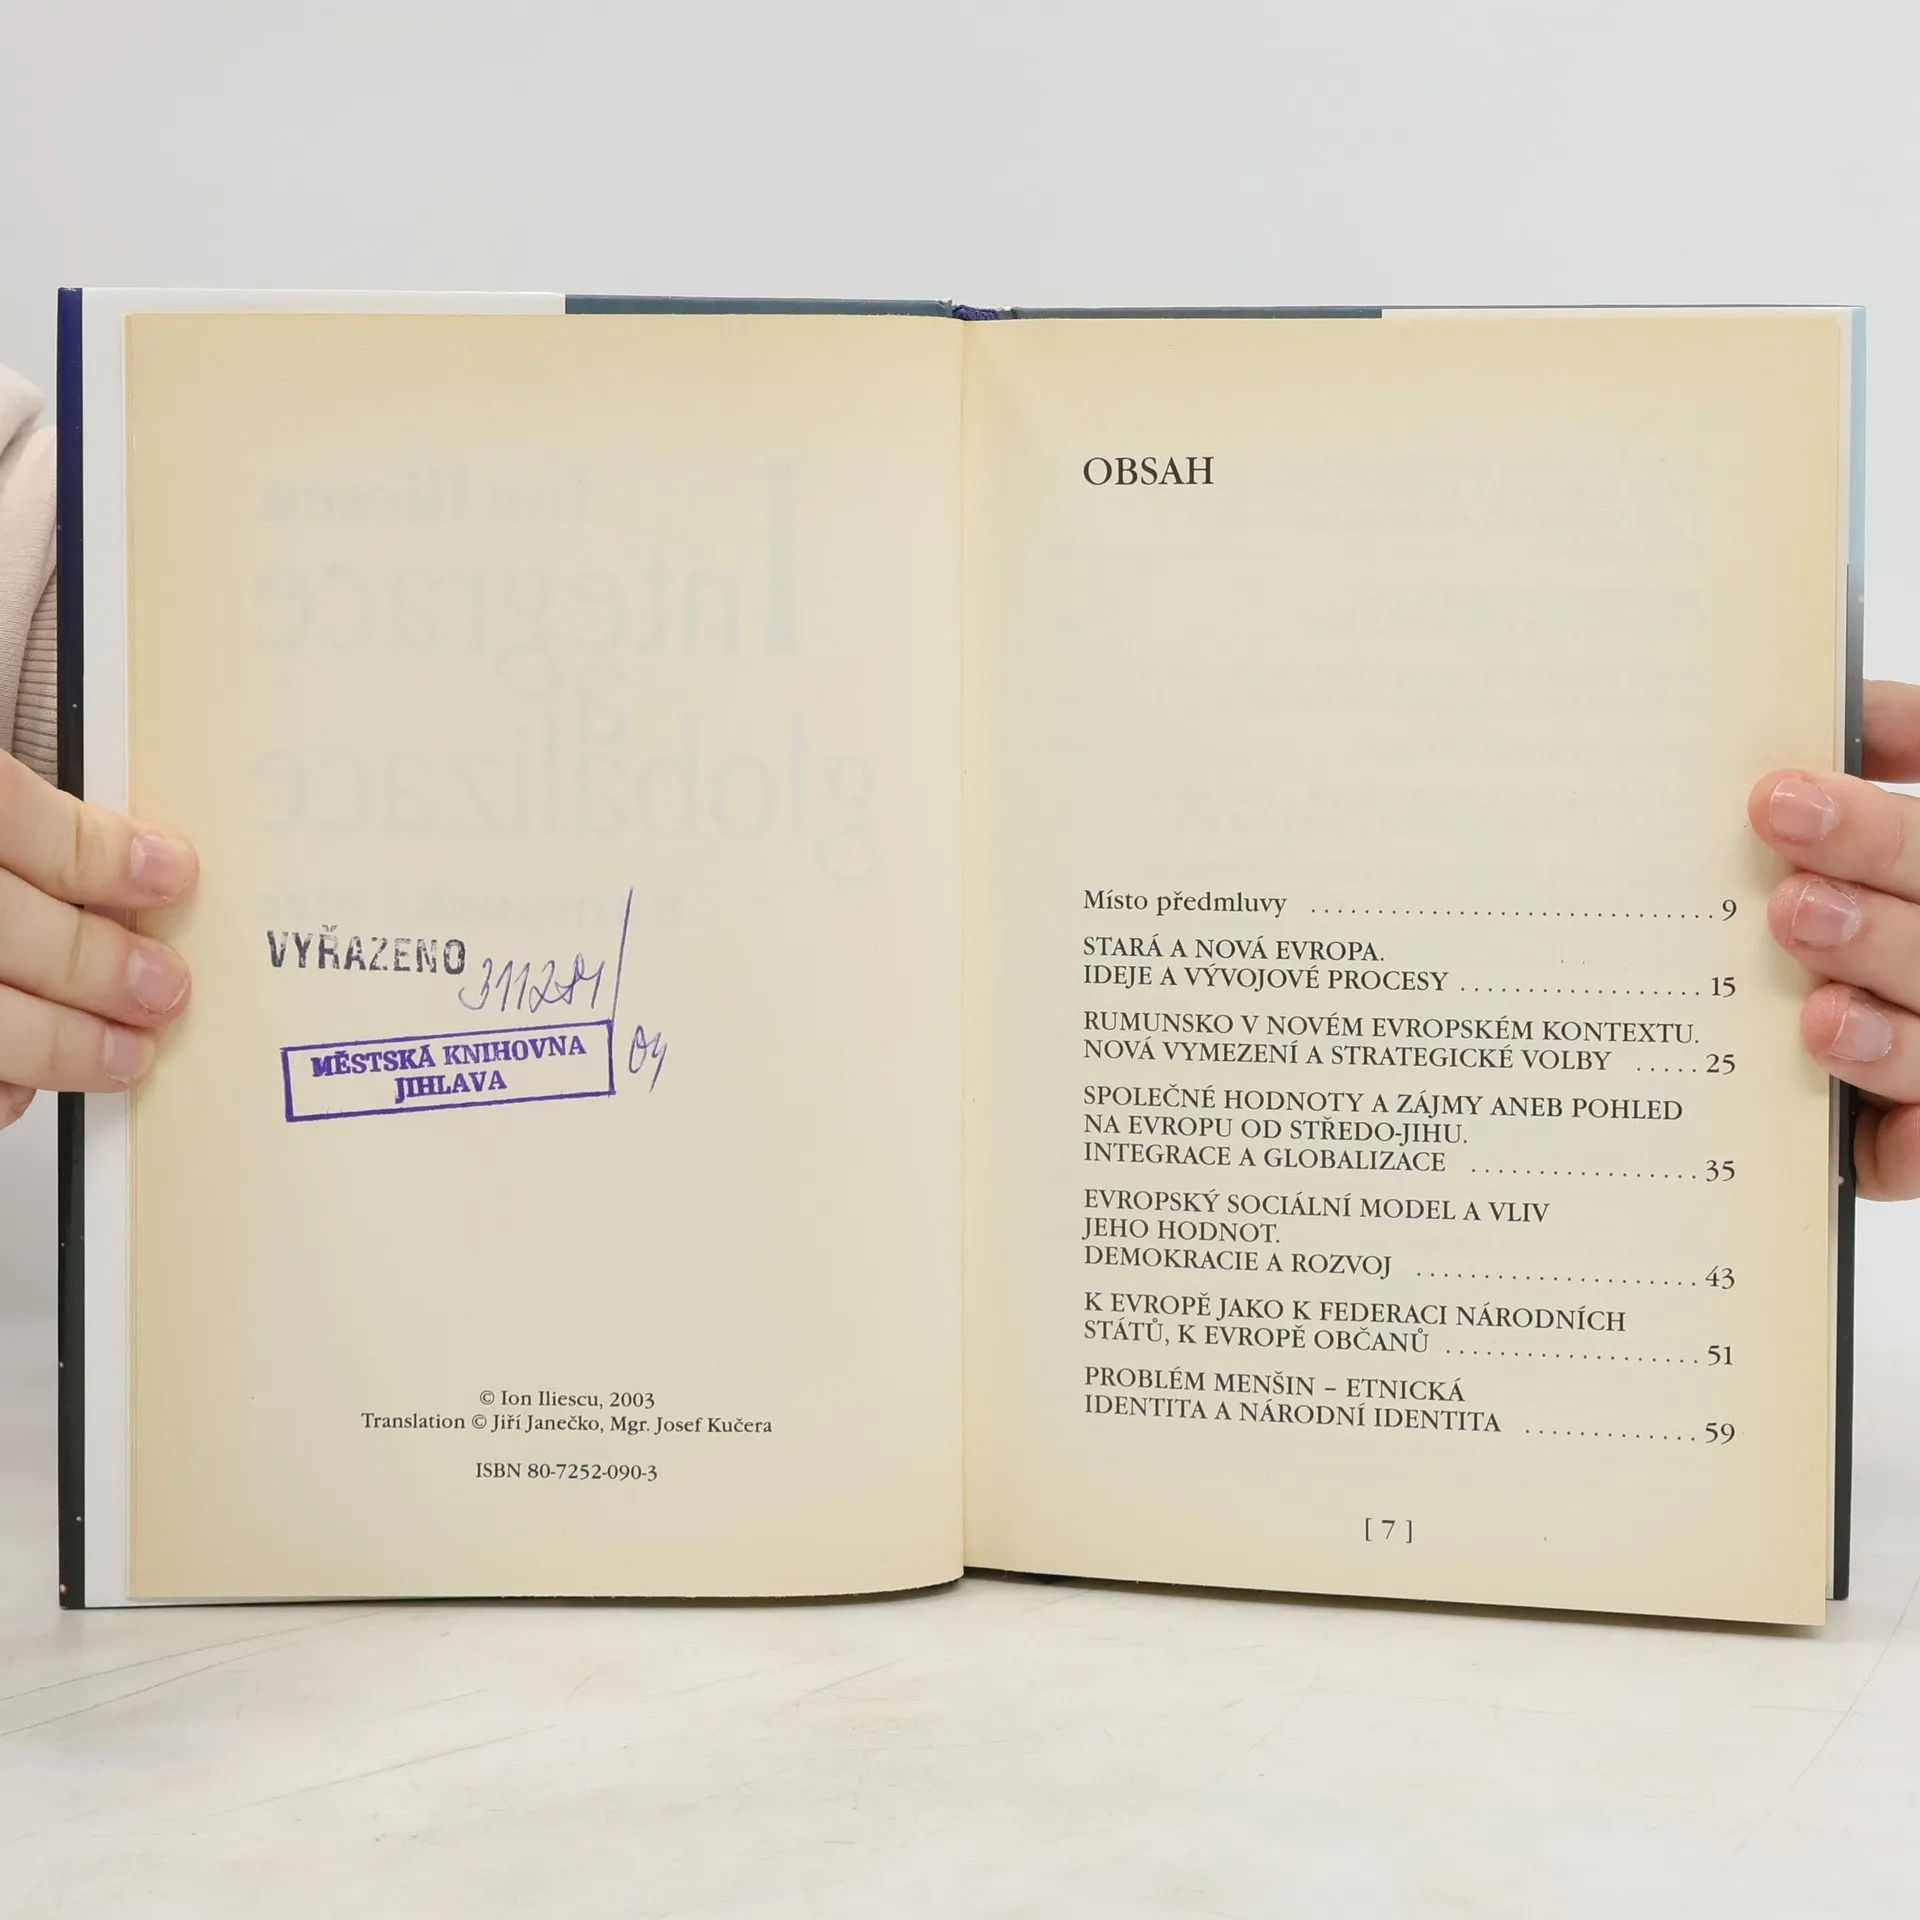 VYŘAZENO
MĚSTSKÁ KNIHOVNA
JIHLAVA
© Ion Iliescu, 2003
Translation © Jiří Janečko, Mgr. Josef Kučera
ISBN 80-7252-090-3
OBSAH
Místo předmluvy .............................. 9
STARÁ A NOVÁ EVROPA.
IDEJE A VÝVOJOVÉ PROCESY .................. 15
RUMUNSKO V NOVÉM EVROPSKÉM KONTEXTU.
NOVÁ VYMEZENÍ A STRATEGICKÉ VOLBY ..... 25
SPOLEČNÉ HODNOTY A ZÁJMY ANEB POHLED
NA EVROPU OD STŘEDO-JIHU.
INTEGRACE A GLOBALIZACE ................. 35
EVROPSKÝ SOCIÁLNÍ MODEL A VLIV
JEHO HODNOT.
DEMOKRACIE A ROZVOJ ..................... 43
K EVROPĚ JAKO K FEDERACI NÁRODNÍCH
STÁTŮ, K EVROPĚ OBČANŮ ................... 51
PROBLÉM MENŠIN – ETNICKÁ
IDENTITA A NÁRODNÍ IDENTITA ............. 59
[ 7 ]